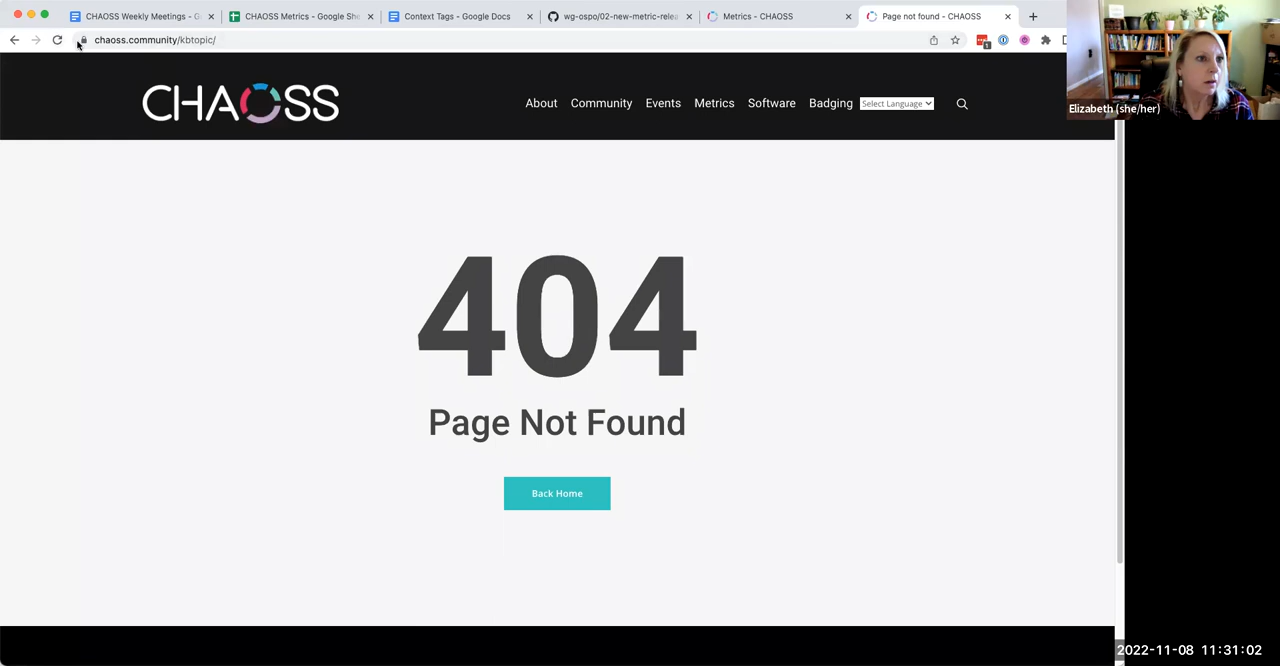 CHAOSS Weekly Meetings - G
CHAOSS Metrics - Google She
Context Tags - Google Docs
wg-ospo/02-new-metric-relea
Metrics - CHAOSS
Page not found - CHAOSS
chaoss.community/kbtopic/
1
Elizabeth (she/her)
CHAOSS
About
Community
Events
Metrics
Software
Badging
Select Language
404
Page Not Found
Back Home
2022-11-08 11:31:02